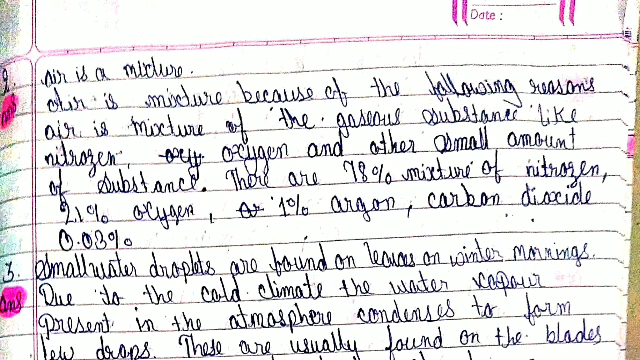 Date :
2. Air is a mixture.
ans Air is mixture because of the following reasons
air is mixture of the gaseous substance like
nitrozen, oxygen and other small amount
of substance. There are 78% mixture of nitrozen,
21% oxygen, 1% argon, carbon dioxide
0.03%
3. Small water droplets are found on leaves on winter mornings.
Ans Due to the cold climate the water vapour
present in the atmosphere condenses to form
dew drops. These are usually found on the blades